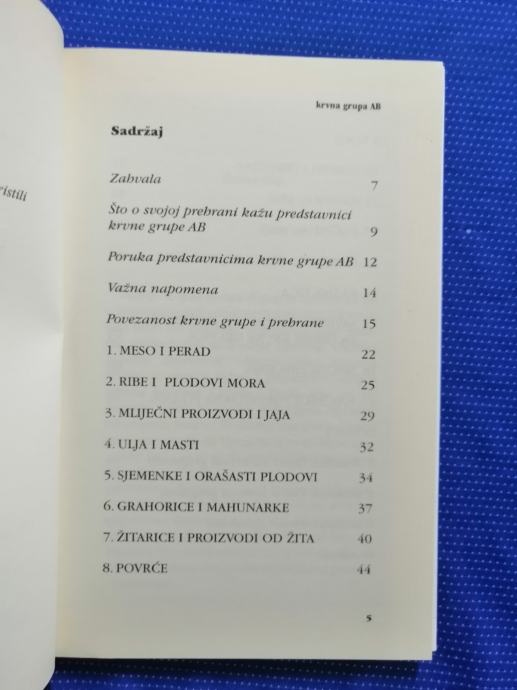 ristili
krvna grupa AB
Sadržaj
Zahvala 7
Što o svojoj prehrani kažu predstavnici
krvne grupe AB 9
Poruka predstavnicima krvne grupe AB 12
Važna napomena 14
Povezanost krvne grupe i prehrane 15
1. MESO I PERAD 22
2. RIBE I PLODOVI MORA 25
3. MLIJEČNI PROIZVODI I JAJA 29
4. ULJA I MASTI 32
5. SJEMENKE I ORAŠASTI PLODOVI 34
6. GRAHORICE I MAHUNARKE 37
7. ŽITARICE I PROIZVODI OD ŽITA 40
8. POVRĆE 44
5